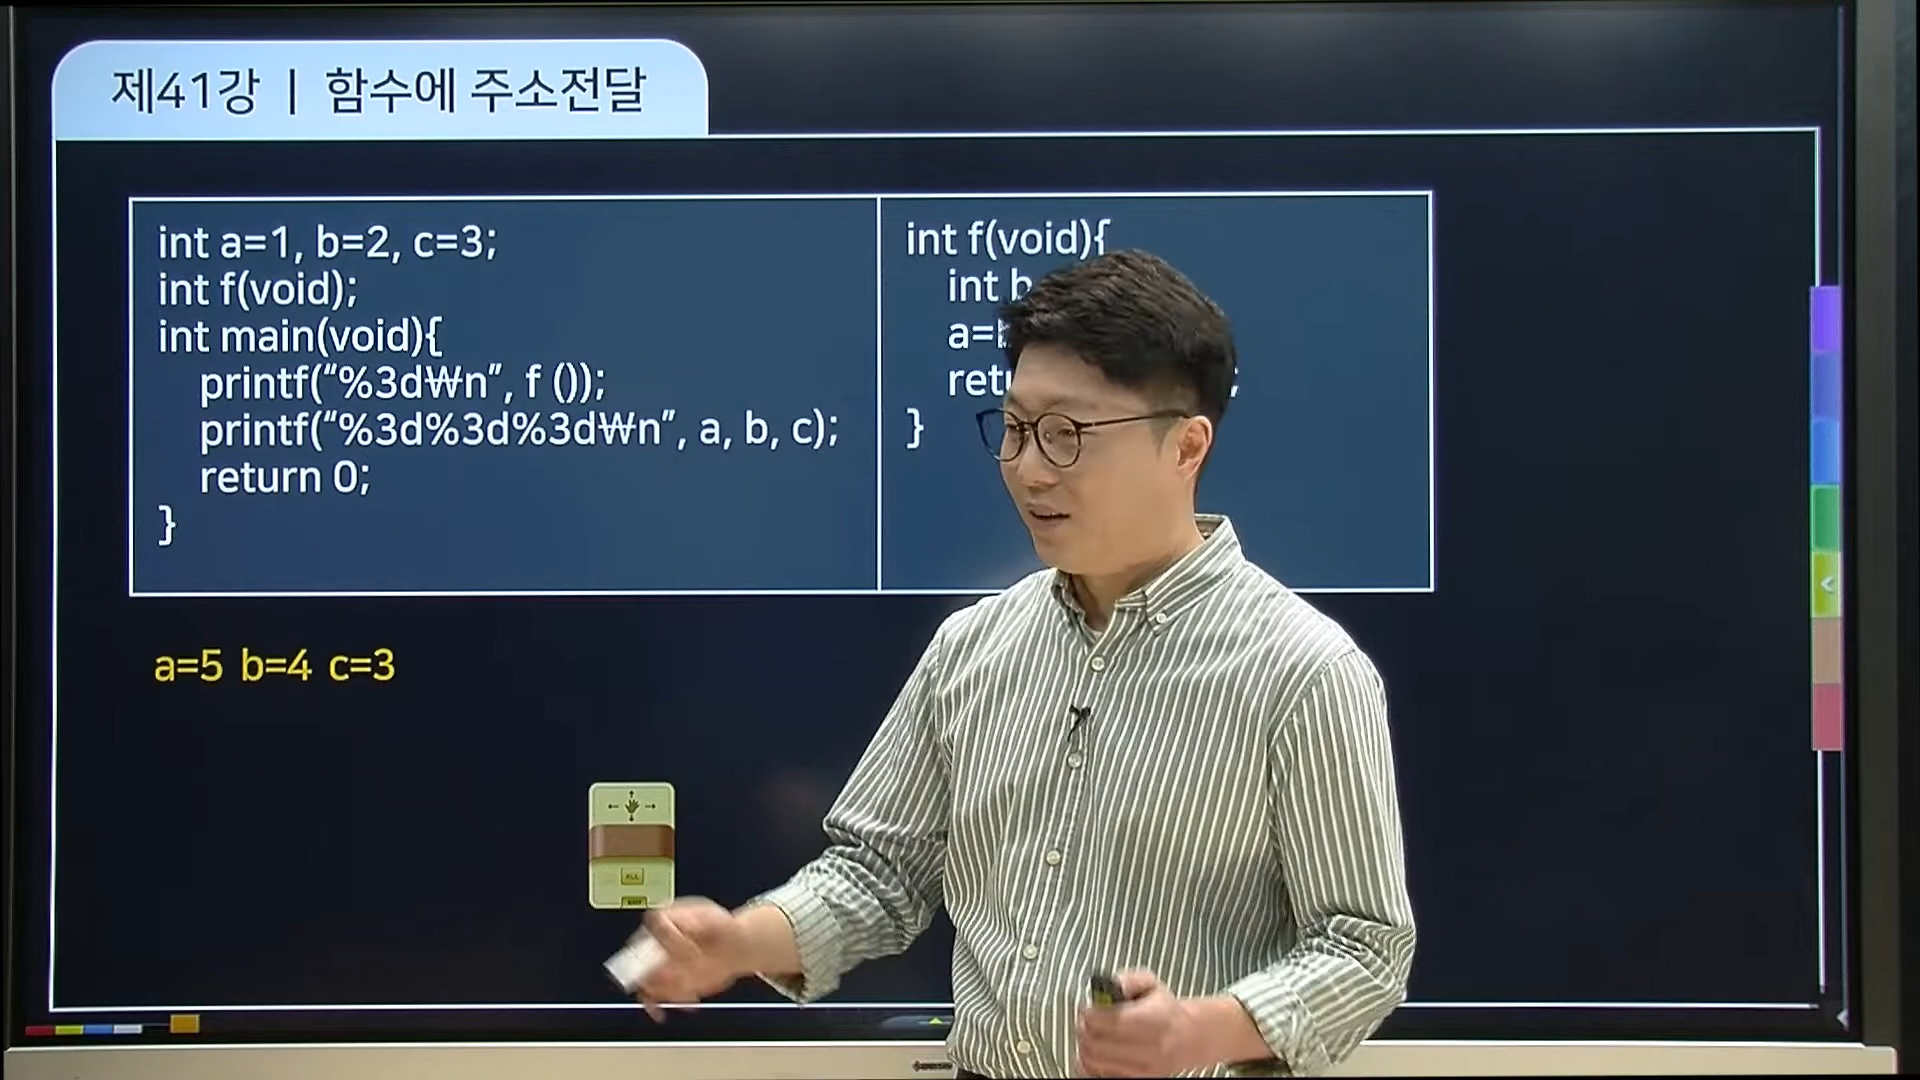 제41강 | 함수에 주소전달
int a=1, b=2, c=3;
int f(void);
int main(void){
printf(“%3d₩n”, f ());
printf(“%3d%3d%3d₩n”, a, b, c);
return 0;
}
int f(void){
int b
a=
}
a=5 b=4 c=3
ALL